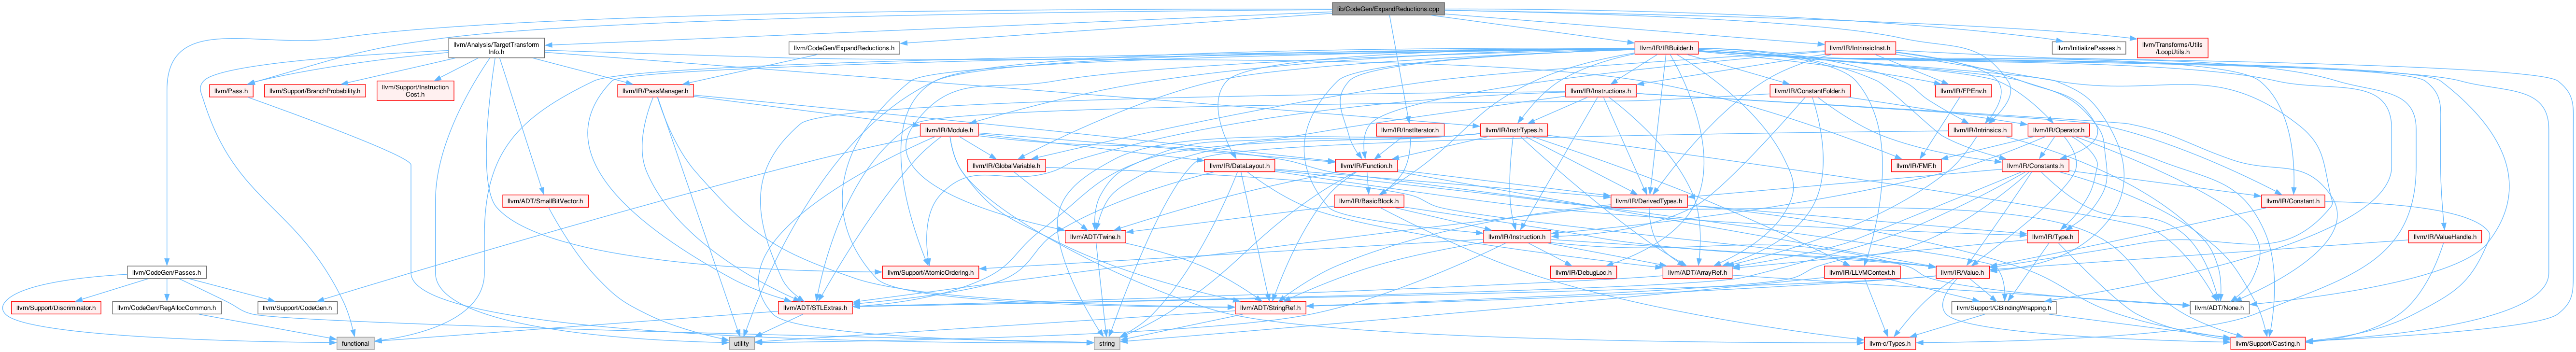 lib/CodeGen/ExpandReductions.cpp
llvm/Analysis/TargetTransform
Info.h
llvm/CodeGen/ExpandReductions.h
llvm/IR/IRBuilder.h
llvm/IR/IntrinsicInst.h
llvm/InitializePasses.h
llvm/Transforms/Utils
/LoopUtils.h
llvm/Pass.h
llvm/Support/BranchProbability.h
llvm/Support/Instruction
Cost.h
llvm/IR/PassManager.h
llvm/IR/Instructions.h
llvm/IR/ConstantFolder.h
llvm/IR/FPEnv.h
llvm/IR/Module.h
llvm/IR/InstIterator.h
llvm/IR/InstrTypes.h
llvm/IR/Intrinsics.h
llvm/IR/Operator.h
llvm/IR/GlobalVariable.h
llvm/IR/DataLayout.h
llvm/IR/Function.h
llvm/IR/FMF.h
llvm/IR/Constants.h
llvm/ADT/SmallBitVector.h
llvm/IR/BasicBlock.h
llvm/IR/DerivedTypes.h
llvm/IR/Constant.h
llvm/ADT/Twine.h
llvm/IR/Instruction.h
llvm/IR/Type.h
llvm/IR/ValueHandle.h
llvm/CodeGen/Passes.h
llvm/Support/AtomicOrdering.h
llvm/IR/DebugLoc.h
llvm/ADT/ArrayRef.h
llvm/IR/LLVMContext.h
llvm/IR/Value.h
llvm/Support/Discriminator.h
llvm/CodeGen/RegAllocCommon.h
llvm/Support/CodeGen.h
llvm/ADT/STLExtras.h
llvm/ADT/StringRef.h
llvm/Support/CBindingWrapping.h
llvm/ADT/None.h
functional
utility
string
llvm-c/Types.h
llvm/Support/Casting.h